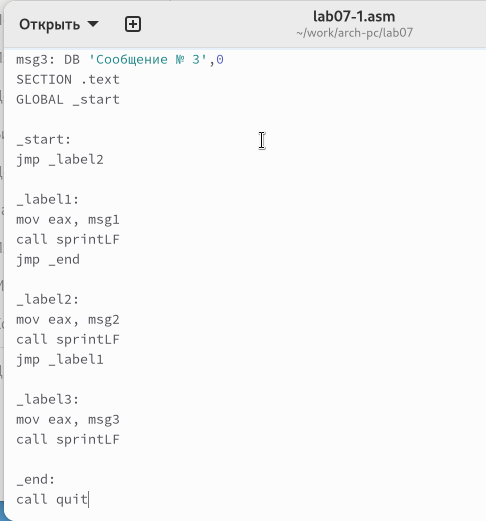 Открыть
lab07-1.asm
~/work/arch-pc/lab07
msg3: DB 'Сообщение № 3',0
SECTION .text
GLOBAL _start
_start:
jmp _label2
_label1:
mov eax, msg1
call sprintLF
jmp _end
_label2:
mov eax, msg2
call sprintLF
jmp _label1
_label3:
mov eax, msg3
call sprintLF
_end:
call quit